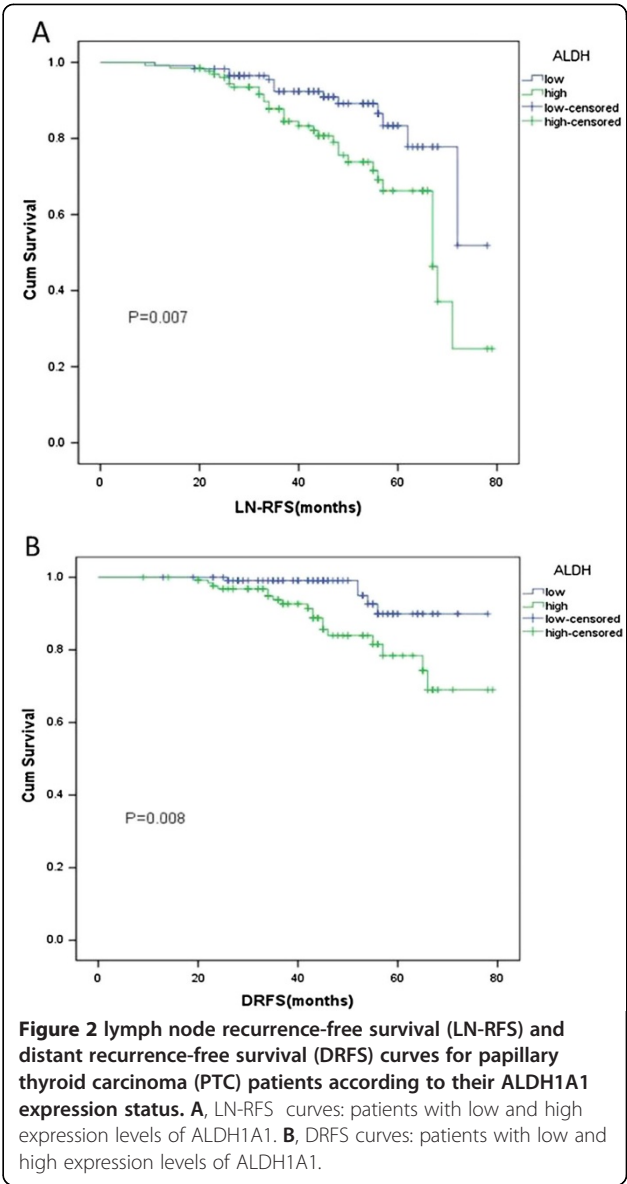 A
1.0
0.8
0.6
0.4
0.2
0.0
Cum Survival
P=0.007
0 20 40 60 80
LN-RFS(months)
ALDH
low
high
low-censored
high-censored
B
1.0
0.8
0.6
0.4
0.2
0.0
Cum Survival
P=0.008
0 20 40 60 80
DRFS(months)
ALDH
low
high
low-censored
high-censored
Figure 2 lymph node recurrence-free survival (LN-RFS) and
distant recurrence-free survival (DRFS) curves for papillary
thyroid carcinoma (PTC) patients according to their ALDH1A1
expression status. A, LN-RFS curves: patients with low and high
expression levels of ALDH1A1. B, DRFS curves: patients with low and
high expression levels of ALDH1A1.